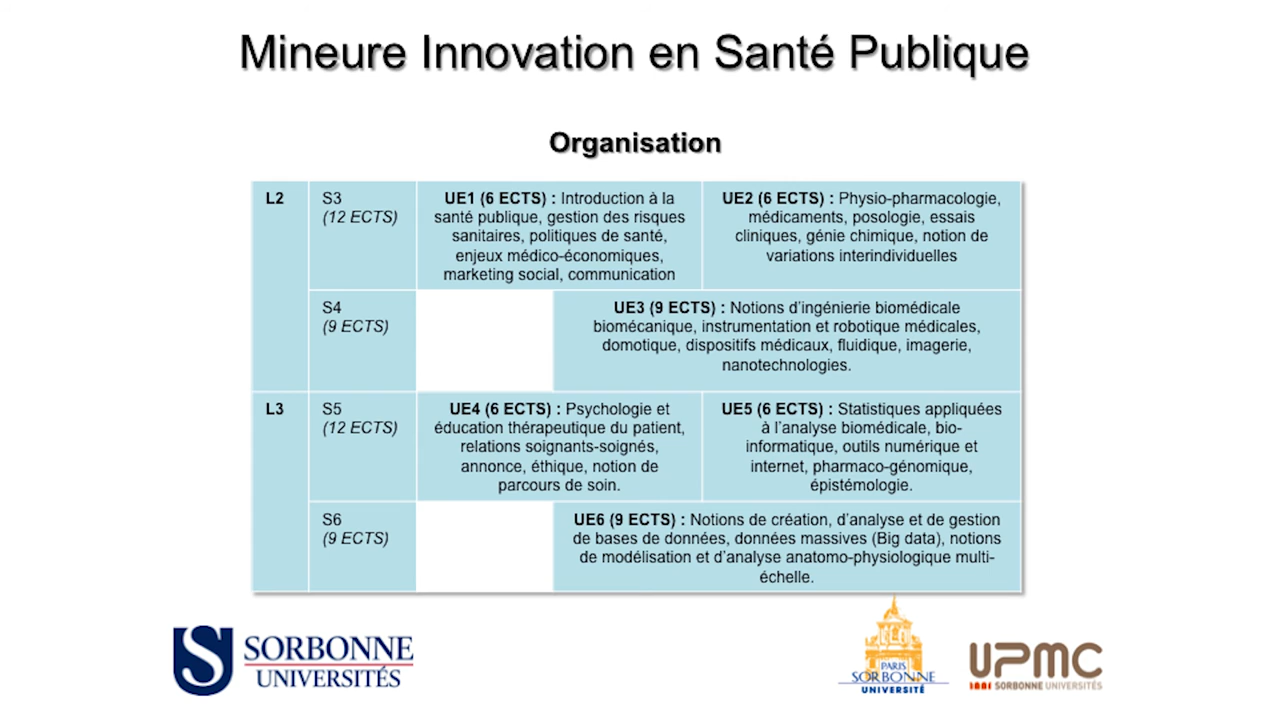 Mineure Innovation en Santé Publique
Organisation
L2
S3
(12 ECTS)
UE1 (6 ECTS) : Introduction à la
santé publique, gestion des risques
sanitaires, politiques de santé,
enjeux médico-économiques,
marketing social, communication
UE2 (6 ECTS) : Physio-pharmacologie,
médicaments, posologie, essais
cliniques, génie chimique, notion de
variations interindividuelles
S4
(9 ECTS)
UE3 (9 ECTS) : Notions d'ingénierie biomédicale
biomécanique, instrumentation et robotique médicales,
domotique, dispositifs médicaux, fluidique, imagerie,
nanotechnologies.
L3
S5
(12 ECTS)
UE4 (6 ECTS) : Psychologie et
éducation thérapeutique du patient,
relations soignants-soignés,
annonce, éthique, notion de
parcours de soin.
UE5 (6 ECTS) : Statistiques appliquées
à l'analyse biomédicale, bio-
informatique, outils numérique et
internet, pharmaco-génomique,
épistémologie.
S6
(9 ECTS)
UE6 (9 ECTS) : Notions de création, d'analyse et de gestion
de bases de données, données massives (Big data), notions
de modélisation et d'analyse anatomo-physiologique multi-
échelle.
S SORBONNE
UNIVERSITÉS
PARIS
SORBONNE
UNIVERSITÉ
UPMC
SORBONNE UNIVERSITÉS